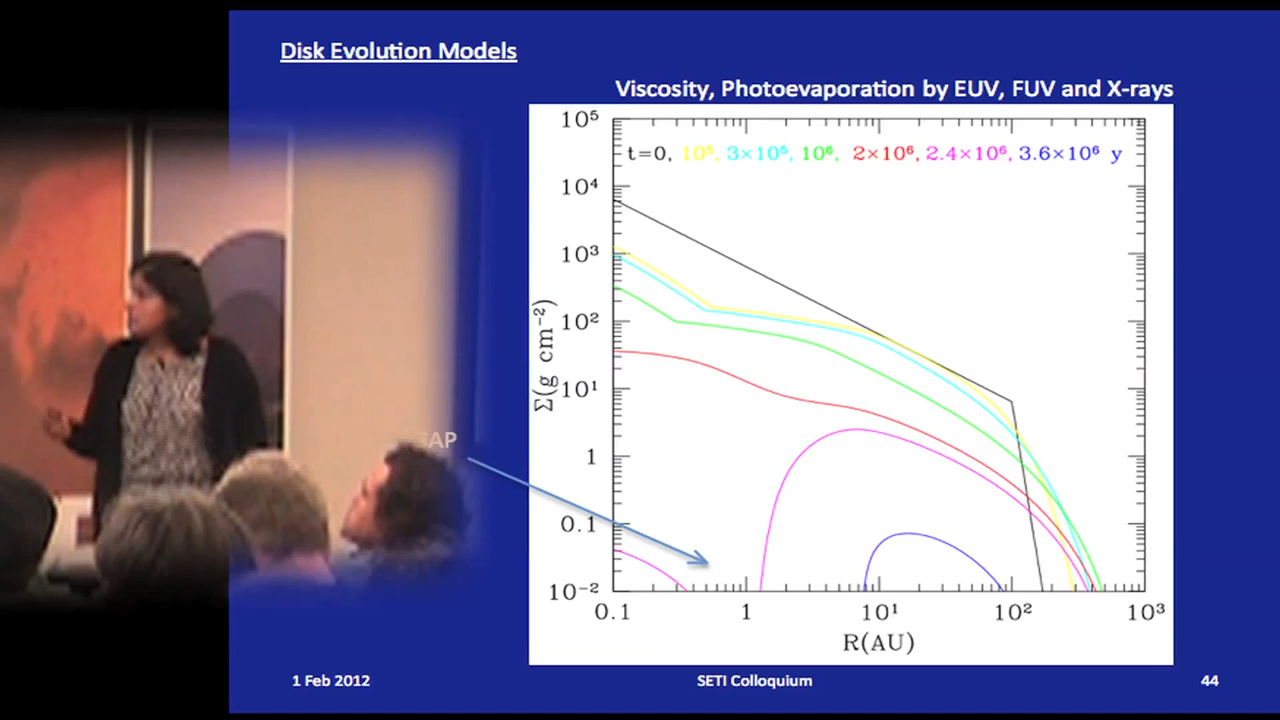 Disk Evolution Models
Viscosity, Photoevaporation by EUV, FUV and X-rays
10⁵
t=0, 10⁵, 3×10⁵, 10⁶, 2×10⁶, 2.4×10⁶, 3.6×10⁶ y
10⁴
10³
10²
Σ(g cm⁻²)
10¹
1
0.1
10⁻²
0.1 1 10¹ 10² 10³
R(AU)
1 Feb 2012 SETI Colloquium 44